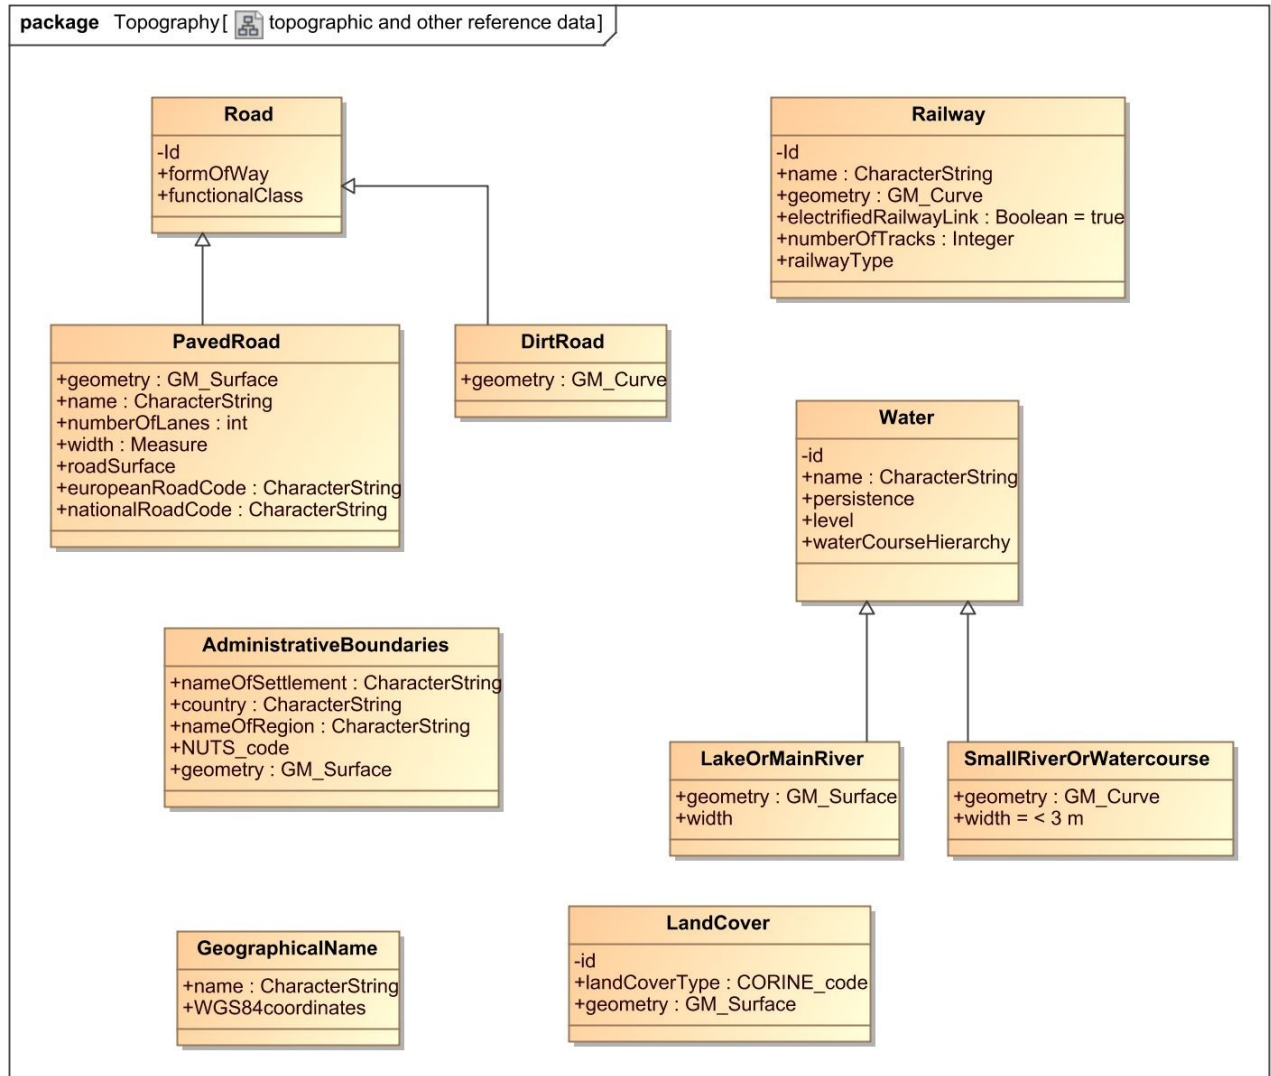 package Topography[ topographic and other reference data]
Road
-Id
+formOfWay
+functionalClass
Railway
-Id
+name : CharacterString
+geometry : GM_Curve
+electrifiedRailwayLink : Boolean = true
+numberOfTracks : Integer
+railwayType
PavedRoad
+geometry : GM_Surface
+name : CharacterString
+numberOfLanes : int
+width : Measure
+roadSurface
+europeanRoadCode : CharacterString
+nationalRoadCode : CharacterString
DirtRoad
+geometry : GM_Curve
Water
-id
+name : CharacterString
+persistence
+level
+waterCourseHierarchy
AdministrativeBoundaries
+nameOfSettlement : CharacterString
+country : CharacterString
+nameOfRegion : CharacterString
+NUTS_code
+geometry : GM_Surface
LakeOrMainRiver
+geometry : GM_Surface
+width
SmallRiverOrWatercourse
+geometry : GM_Curve
+width = < 3 m
GeographicalName
+name : CharacterString
+WGS84coordinates
LandCover
-id
+landCoverType : CORINE_code
+geometry : GM_Surface